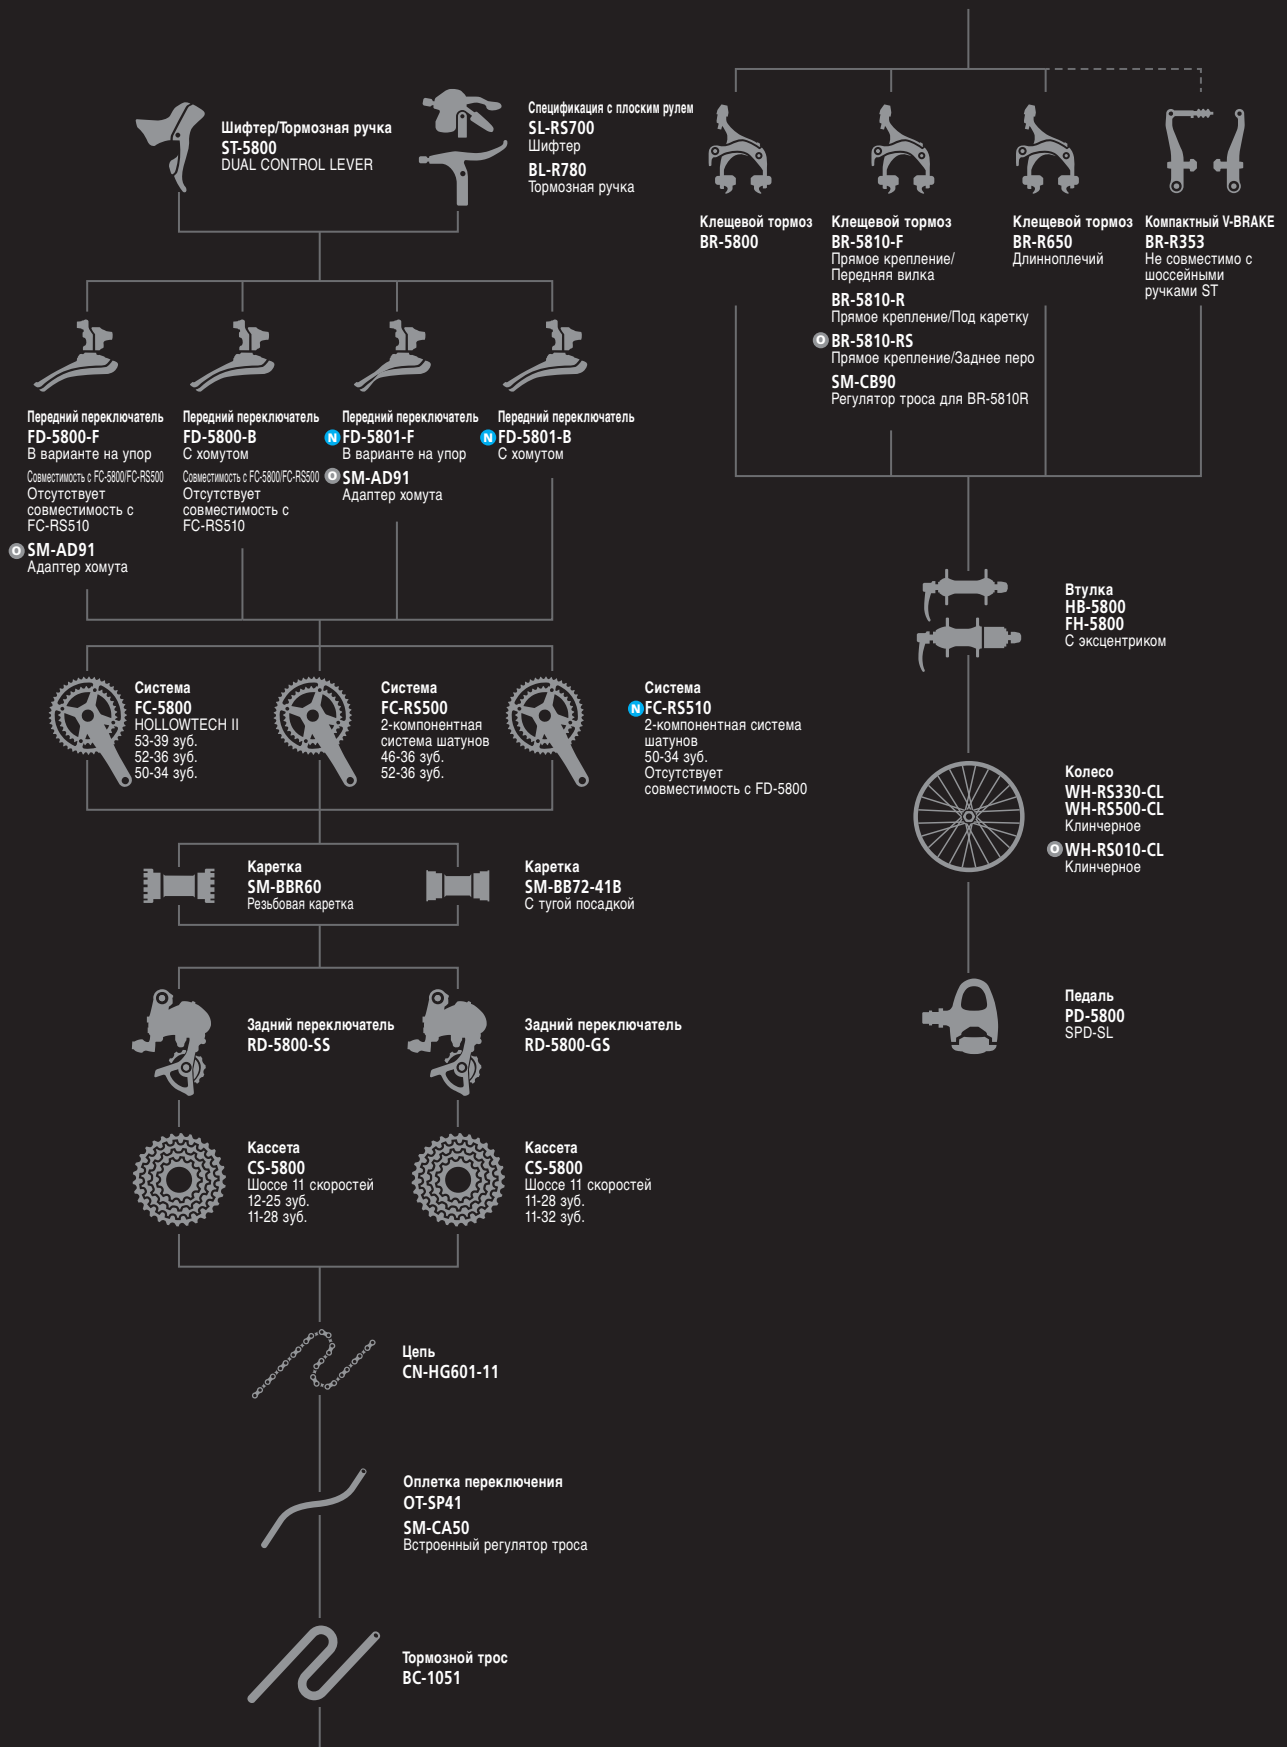 Шифтер/Тормозная ручка
ST-5800
DUAL CONTROL LEVER
Спецификация с плоским рулем
SL-RS700
Шифтер
BL-R780
Тормозная ручка
Передний переключатель
FD-5800-F
В варианте на упор
Совместимость с FC-5800/FC-RS500
Отсутствует
совместимость с
FC-RS510
O SM-AD91
Адаптер хомута
Передний переключатель
FD-5800-B
С хомутом
Совместимость с FC-5800/FC-RS500
Отсутствует
совместимость с
FC-RS510
Передний переключатель
N FD-5801-F
В варианте на упор
O SM-AD91
Адаптер хомута
Передний переключатель
N FD-5801-B
С хомутом
Система
FC-5800
HOLLOWTECH II
53-39 зуб.
52-36 зуб.
50-34 зуб.
Система
FC-RS500
2-компонентная
система шатунов
46-36 зуб.
52-36 зуб.
Система
N FC-RS510
2-компонентная система
шатунов
50-34 зуб.
Отсутствует
совместимость с FD-5800
Каретка
SM-BBR60
Резьбовая каретка
Каретка
SM-BB72-41B
С тугой посадкой
Задний переключатель
RD-5800-SS
Задний переключатель
RD-5800-GS
Кассета
CS-5800
Шоссе 11 скоростей
12-25 зуб.
11-28 зуб.
Кассета
CS-5800
Шоссе 11 скоростей
11-28 зуб.
11-32 зуб.
Цепь
CN-HG601-11
Оплетка переключения
OT-SP41
SM-CA50
Встроенный регулятор троса
Тормозной трос
BC-1051
Клещевой тормоз
BR-5800
Клещевой тормоз
BR-5810-F
Прямое крепление/
Передняя вилка
BR-5810-R
Прямое крепление/Под каретку
O BR-5810-RS
Прямое крепление/Заднее перо
SM-CB90
Регулятор троса для BR-5810R
Клещевой тормоз
BR-R650
Длинноплечий
Компактный V-BRAKE
BR-R353
Не совместимо с
шоссейными
ручками ST
Втулка
HB-5800
FH-5800
С эксцентриком
Колесо
WH-RS330-CL
WH-RS500-CL
Клинчерное
O WH-RS010-CL
Клинчерное
Педаль
PD-5800
SPD-SL